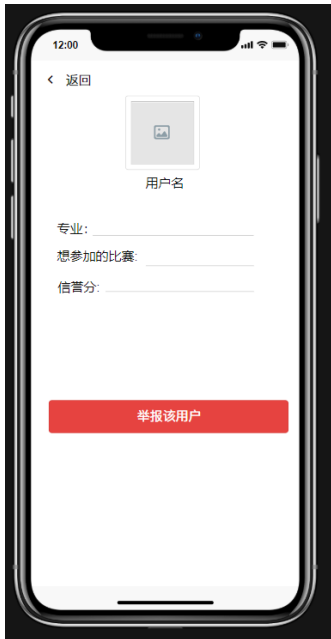 12:00
返回
用户名
专业：
想参加的比赛:
信誉分:
举报该用户